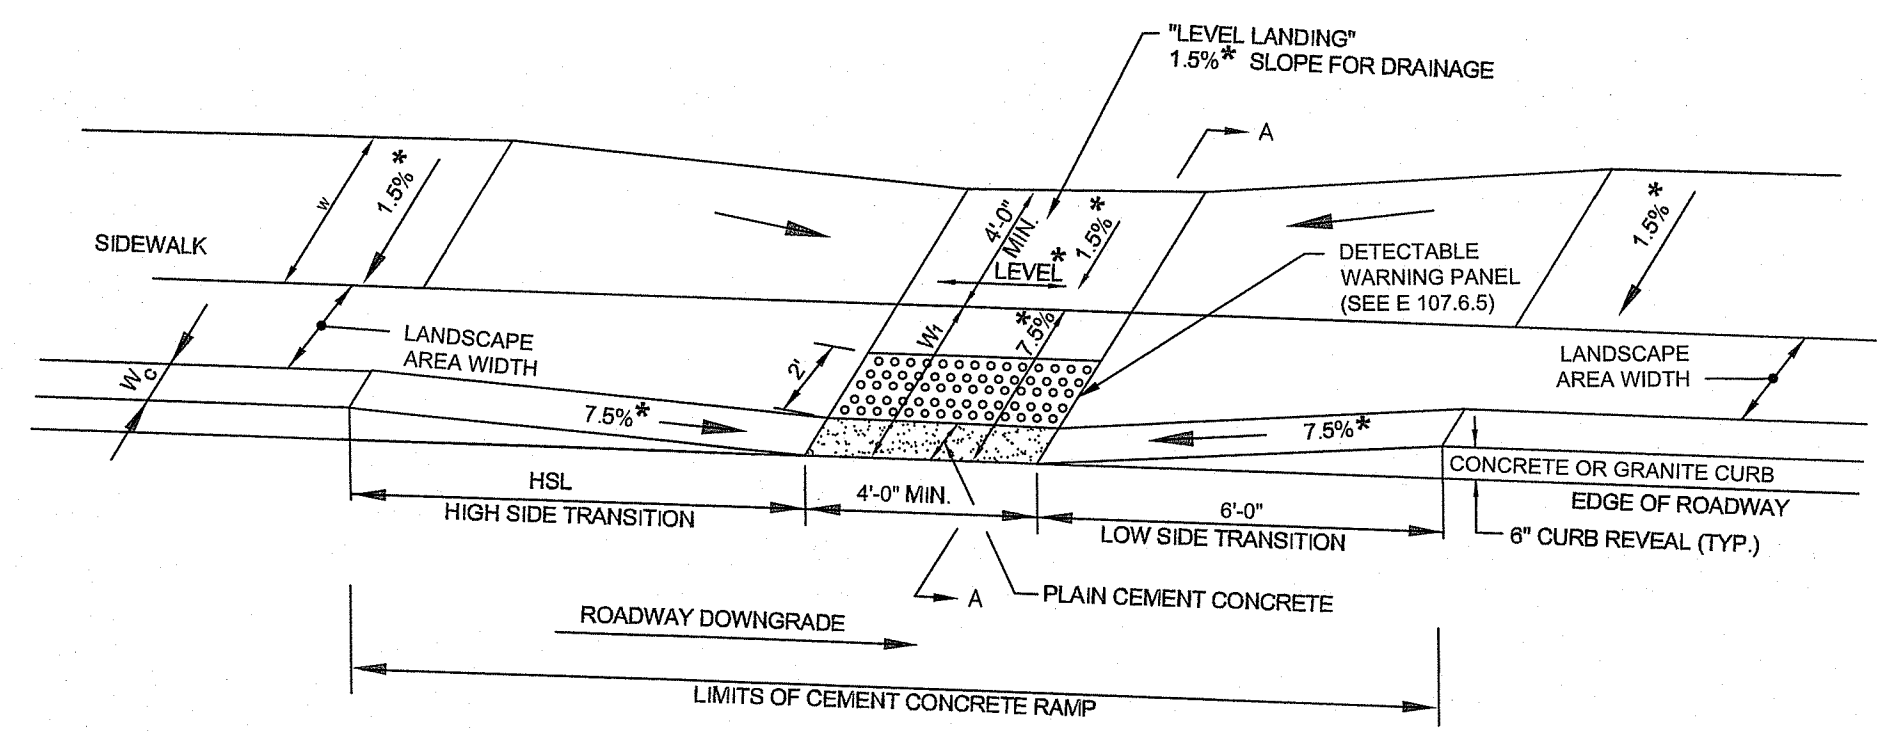 "LEVEL LANDING"
1.5%* SLOPE FOR DRAINAGE
A
W
1.5%*
SIDEWALK
4'-0"
MIN.
1.5%*
LEVEL*
1.5%*
DETECTABLE
WARNING PANEL
(SEE E 107.6.5)
LANDSCAPE
AREA WIDTH
Wc
2'
W1
7.5%*
LANDSCAPE
AREA WIDTH
7.5%*
7.5%*
CONCRETE OR GRANITE CURB
EDGE OF ROADWAY
6" CURB REVEAL (TYP.)
HSL
HIGH SIDE TRANSITION
4'-0" MIN.
6'-0"
LOW SIDE TRANSITION
A
PLAIN CEMENT CONCRETE
ROADWAY DOWNGRADE
LIMITS OF CEMENT CONCRETE RAMP